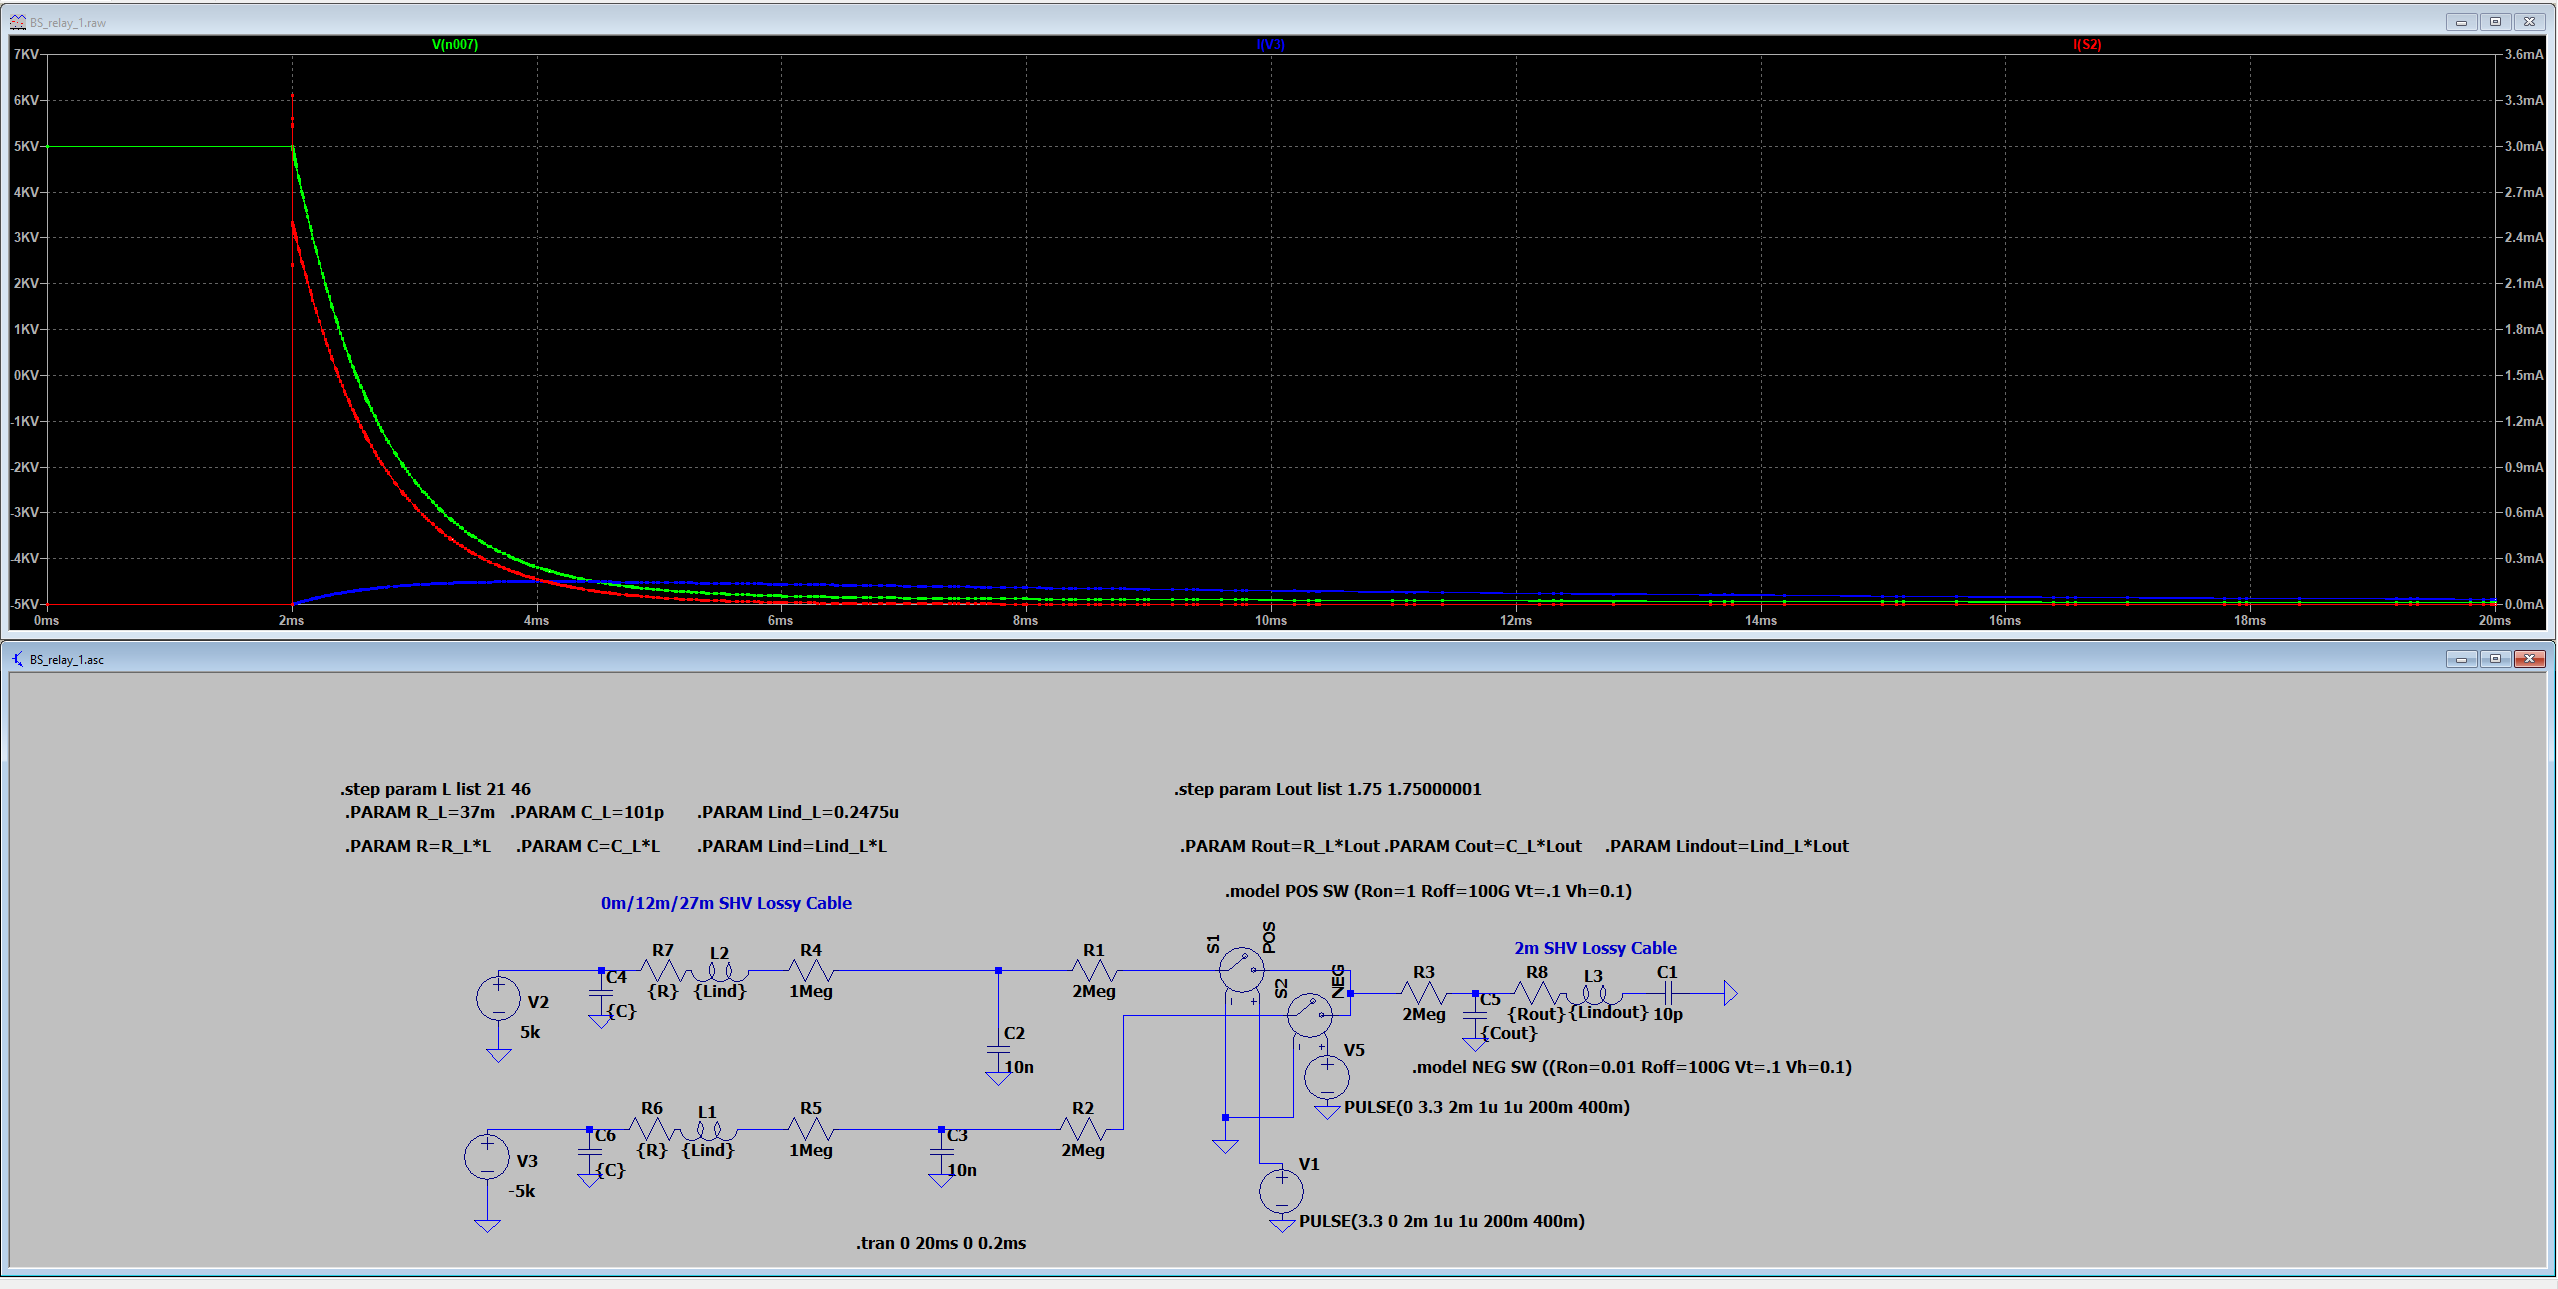 BS_relay_1.raw
V(n007) I(V3) I(S2)
7KV 3.6mA
6KV 3.3mA
5KV 3.0mA
4KV 2.7mA
3KV 2.4mA
2KV 2.1mA
1KV 1.8mA
0KV 1.5mA
-1KV 1.2mA
-2KV 0.9mA
-3KV 0.6mA
-4KV 0.3mA
-5KV 0.0mA
0ms 2ms 4ms 6ms 8ms 10ms 12ms 14ms 16ms 18ms 20ms
BS_relay_1.asc
.step param L list 21 46 .step param Lout list 1.75 1.75000001
.PARAM R_L=37m .PARAM C_L=101p .PARAM Lind_L=0.2475u
.PARAM R=R_L*L .PARAM C=C_L*L .PARAM Lind=Lind_L*L .PARAM Rout=R_L*Lout .PARAM Cout=C_L*Lout .PARAM Lindout=Lind_L*Lout
.model POS SW (Ron=1 Roff=100G Vt=.1 Vh=0.1)
0m/12m/27m SHV Lossy Cable
S1 POS
2m SHV Lossy Cable
R7 L2 R4 R1
C4
{R} {Lind} 1Meg 2Meg
V2
{C}
5k
S2 NEG
R3 R8 L3 C1
C5
2Meg {Rout} {Lindout} 10p
{Cout}
C2
10n
V5
.model NEG SW ((Ron=0.01 Roff=100G Vt=.1 Vh=0.1)
PULSE(0 3.3 2m 1u 1u 200m 400m)
R6 L1 R5 R2
C6 C3
{R} {Lind} 1Meg 2Meg
V3
{C} 10n
-5k
V1
PULSE(3.3 0 2m 1u 1u 200m 400m)
.tran 0 20ms 0 0.2ms